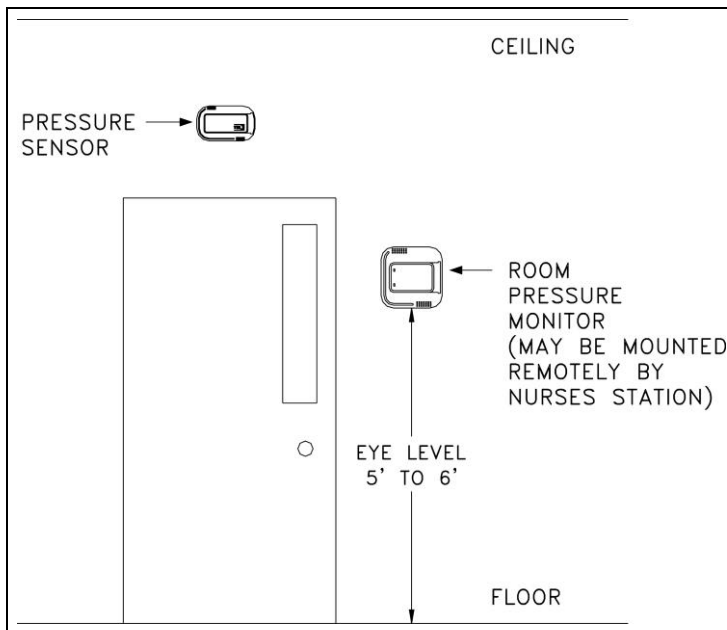 CEILING
PRESSURE
SENSOR
ROOM
PRESSURE
MONITOR
(MAY BE MOUNTED
REMOTELY BY
NURSES STATION)
EYE LEVEL
5' TO 6'
FLOOR